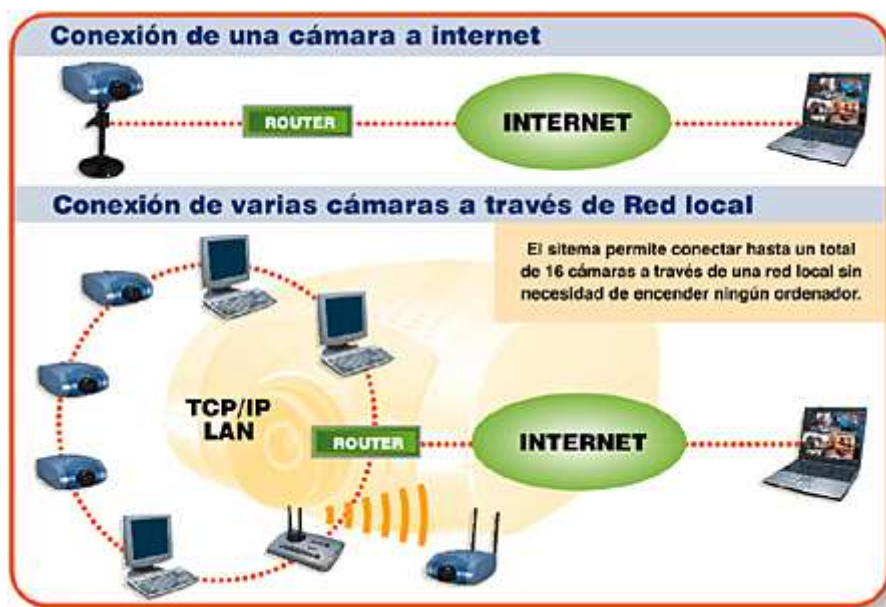 Conexión de una cámara a internet
ROUTER
INTERNET
Conexión de varias cámaras a través de Red local
El sitema permite conectar hasta un total
de 16 cámaras a través de una red local sin
necesidad de encender ningún ordenador.
TCP/IP
LAN
ROUTER
INTERNET